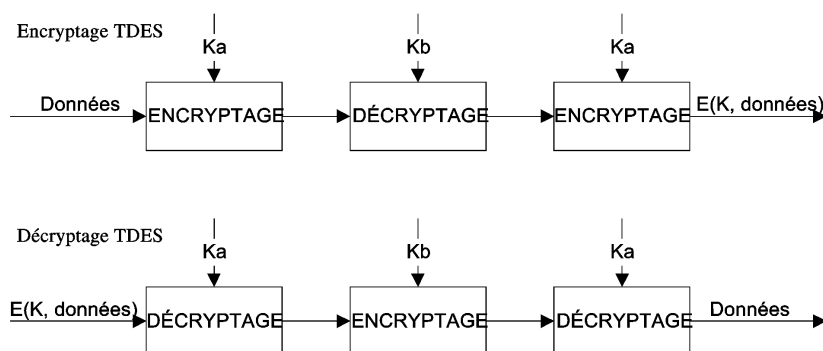 Encryptage TDES
Ka
Kb
Ka
Données
ENCRYPTAGE
DÉCRYPTAGE
ENCRYPTAGE
E(K, données)
Décryptage TDES
Ka
Kb
Ka
E(K, données)
DÉCRYPTAGE
ENCRYPTAGE
DÉCRYPTAGE
Données